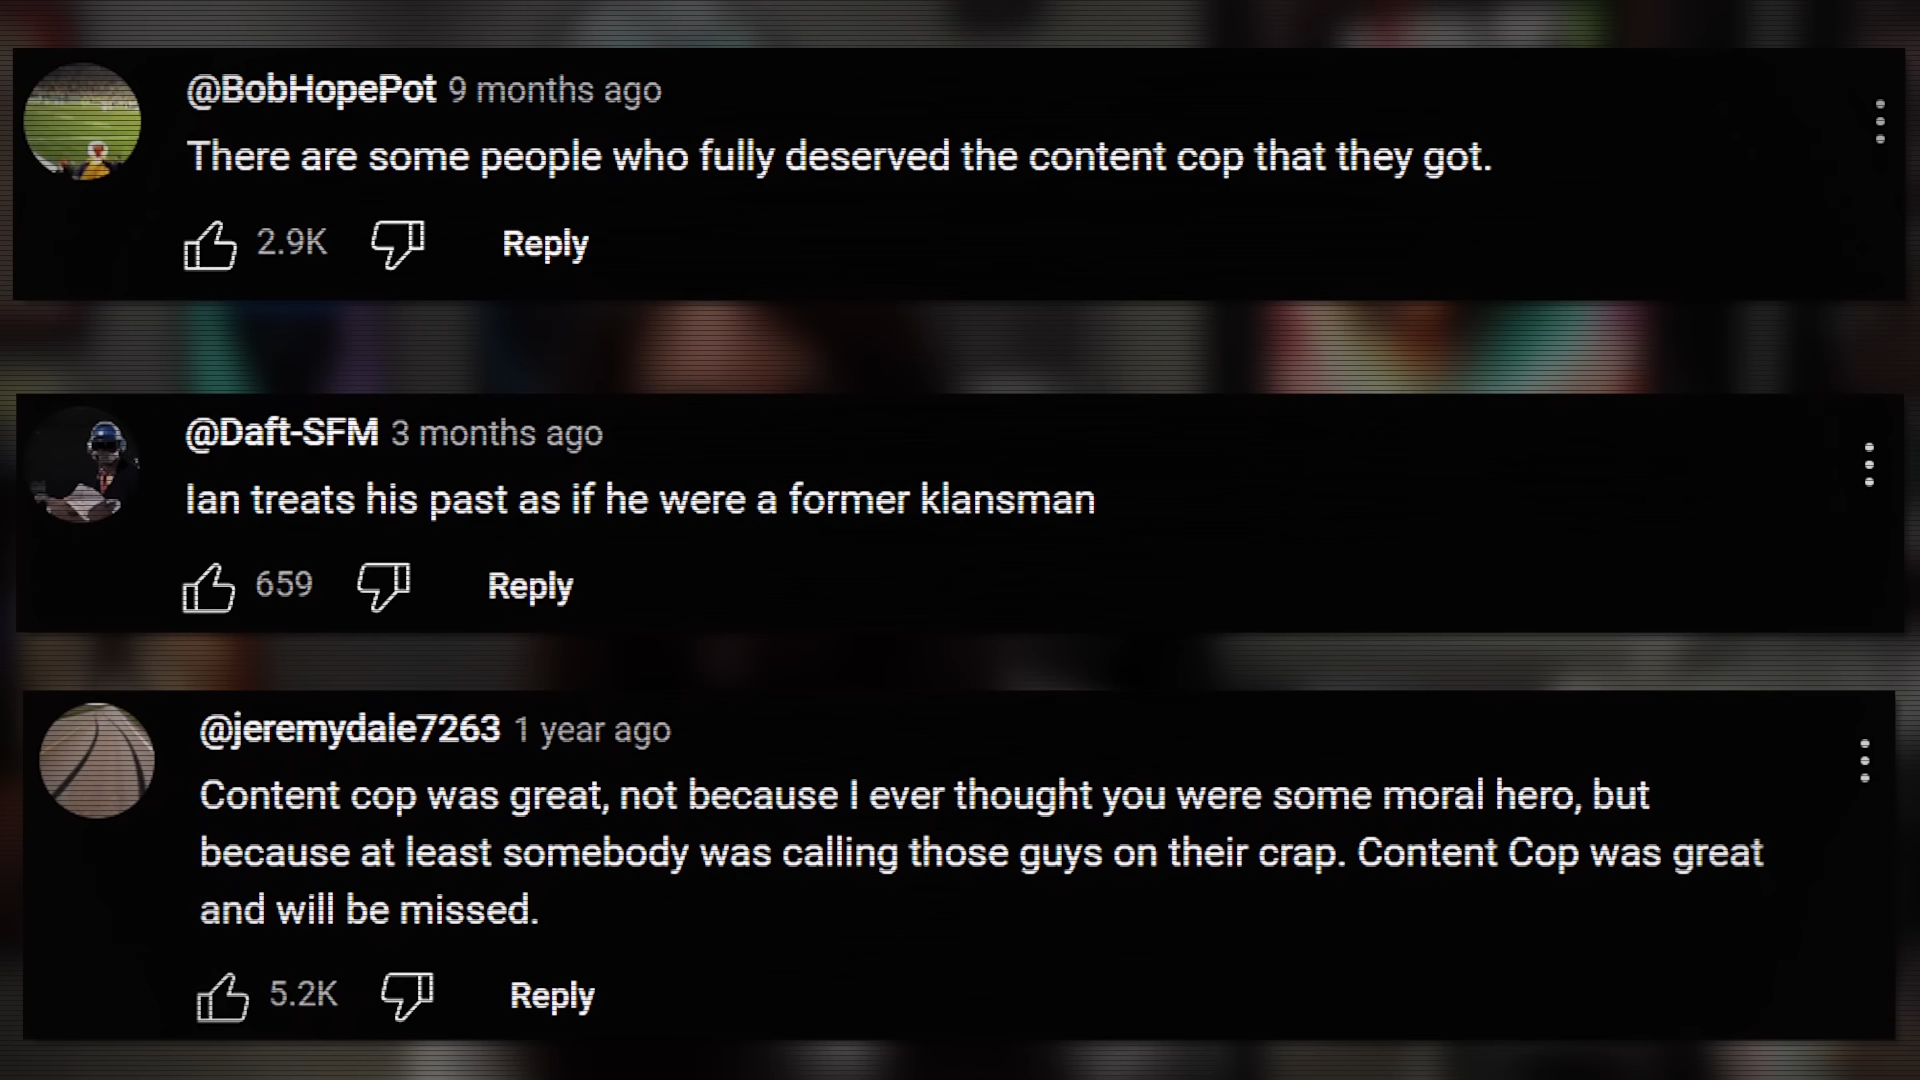 @BobHopePot 9 months ago
There are some people who fully deserved the content cop that they got.
2.9K Reply
@Daft-SFM 3 months ago
Ian treats his past as if he were a former klansman
659 Reply
@jeremydale7263 1 year ago
Content cop was great, not because I ever thought you were some moral hero, but
because at least somebody was calling those guys on their crap. Content Cop was great
and will be missed.
5.2K Reply